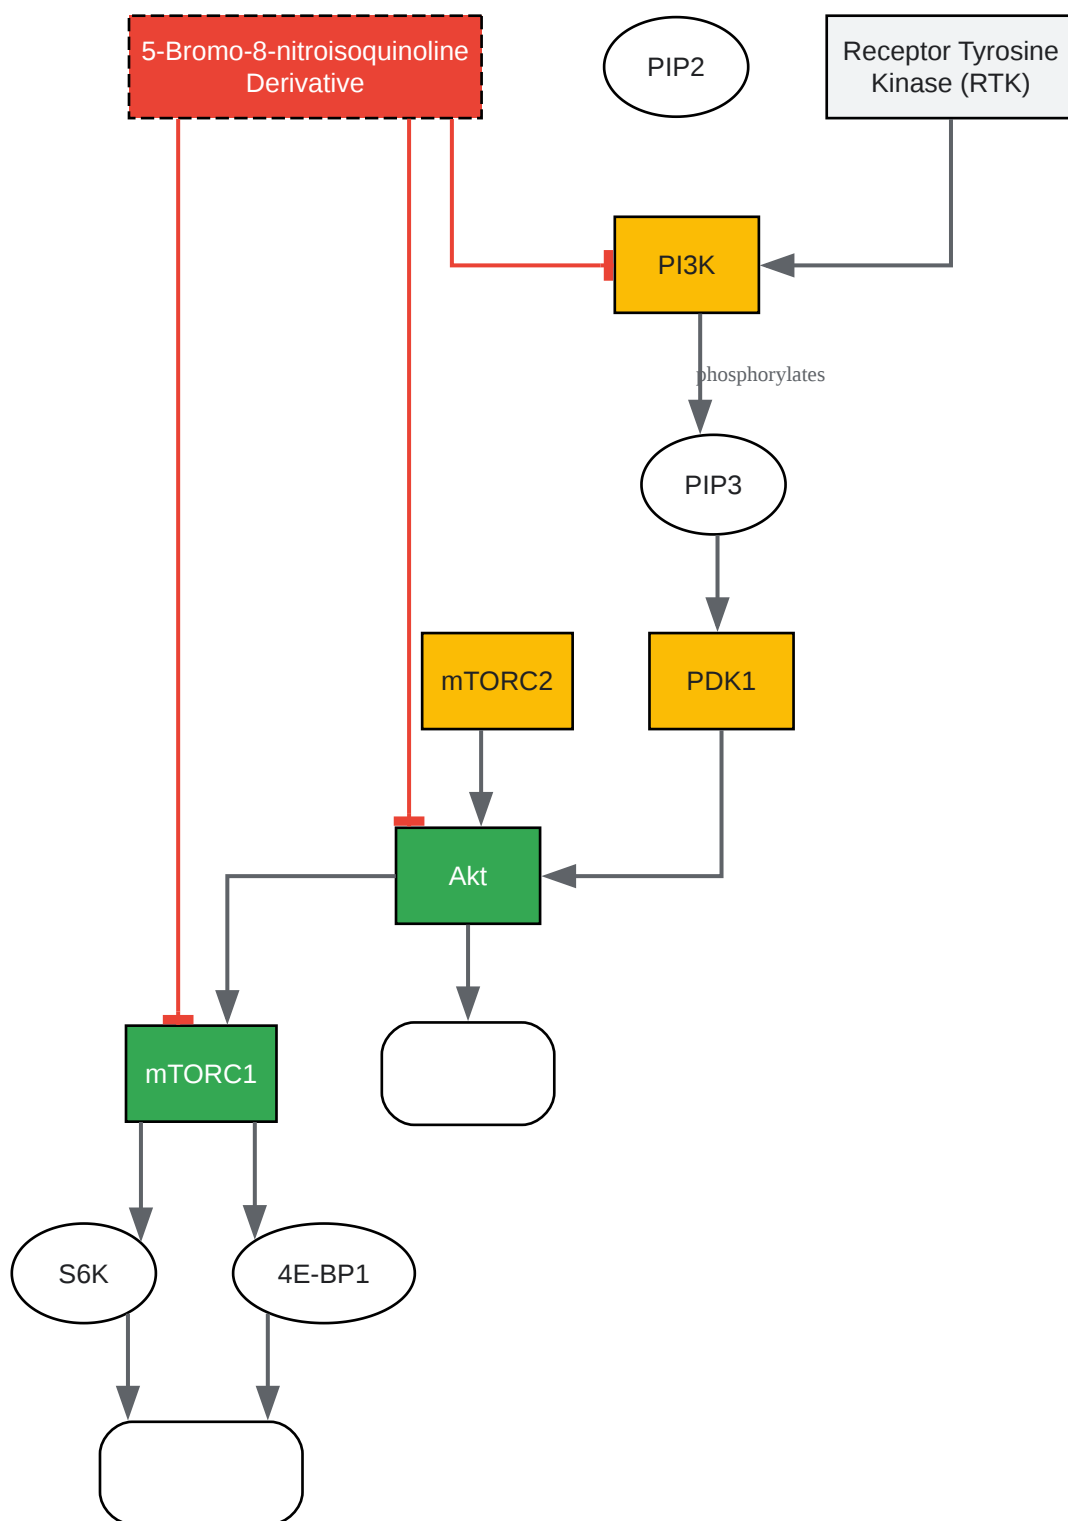 5-Bromo-8-nitroisoquinoline
Derivative
PIP2
Receptor Tyrosine
Kinase (RTK)
PI3K
phosphorylates
PIP3
mTORC2
PDK1
Akt
mTORC1
S6K
4E-BP1